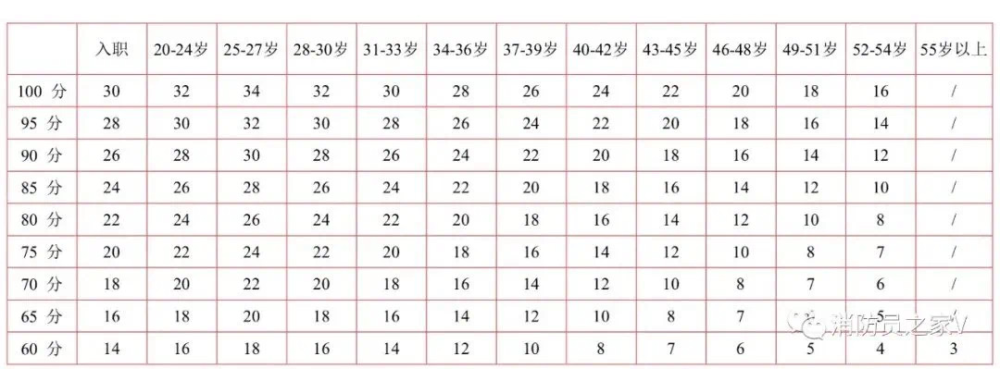 入职 20-24岁 25-27岁 28-30岁 31-33岁 34-36岁 37-39岁 40-42岁 43-45岁 46-48岁 49-51岁 52-54岁 55岁以上
100 分 30 32 34 32 30 28 26 24 22 20 18 16 /
95 分 28 30 32 30 28 26 24 22 20 18 16 14 /
90 分 26 28 30 28 26 24 22 20 18 16 14 12 /
85 分 24 26 28 26 24 22 20 18 16 14 12 10 /
80 分 22 24 26 24 22 20 18 16 14 12 10 8 /
75 分 20 22 24 22 20 18 16 14 12 10 8 7 /
70 分 18 20 22 20 18 16 14 12 10 8 7 6 /
65 分 16 18 20 18 16 14 12 10 8 7 5 /
60 分 14 16 18 16 14 12 10 8 7 6 5 4 3
消防员之家V